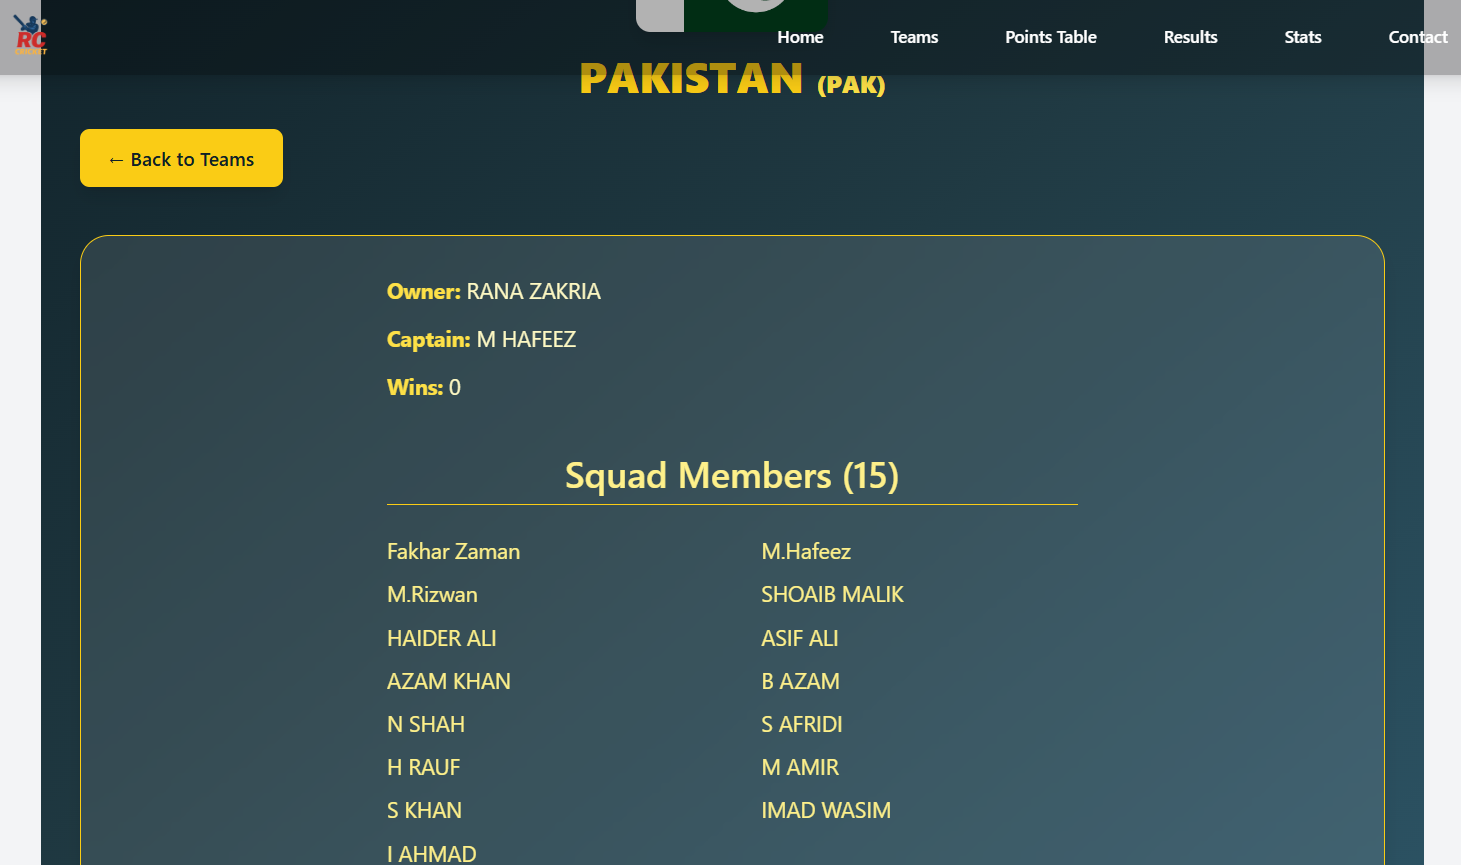 RC
CRICKET
Home Teams Points Table Results Stats Contact
PAKISTAN (PAK)
← Back to Teams
Owner: RANA ZAKRIA
Captain: M HAFEEZ
Wins: 0
Squad Members (15)
Fakhar Zaman M.Hafeez
M.Rizwan SHOAIB MALIK
HAIDER ALI ASIF ALI
AZAM KHAN B AZAM
N SHAH S AFRIDI
H RAUF M AMIR
S KHAN IMAD WASIM
I AHMAD